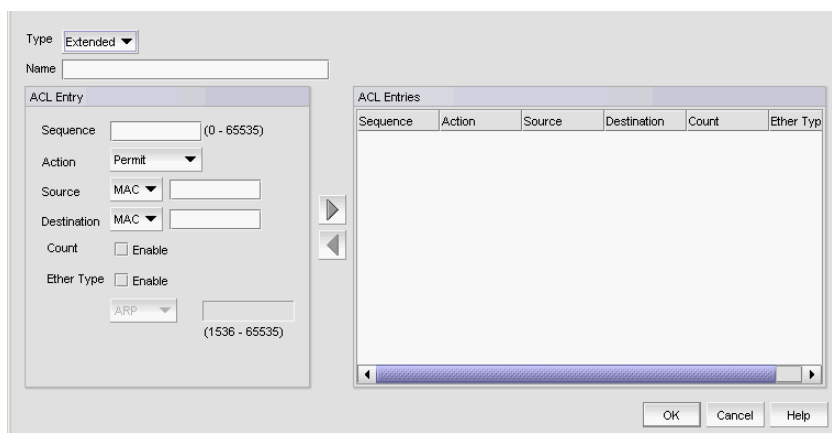 Type Extended
Name
ACL Entry
Sequence (0 - 65535)
Action Permit
Source MAC
Destination MAC
Count Enable
Ether Type Enable
ARP
(1536 - 65535)
ACL Entries
Sequence Action Source Destination Count Ether Typ
OK Cancel Help